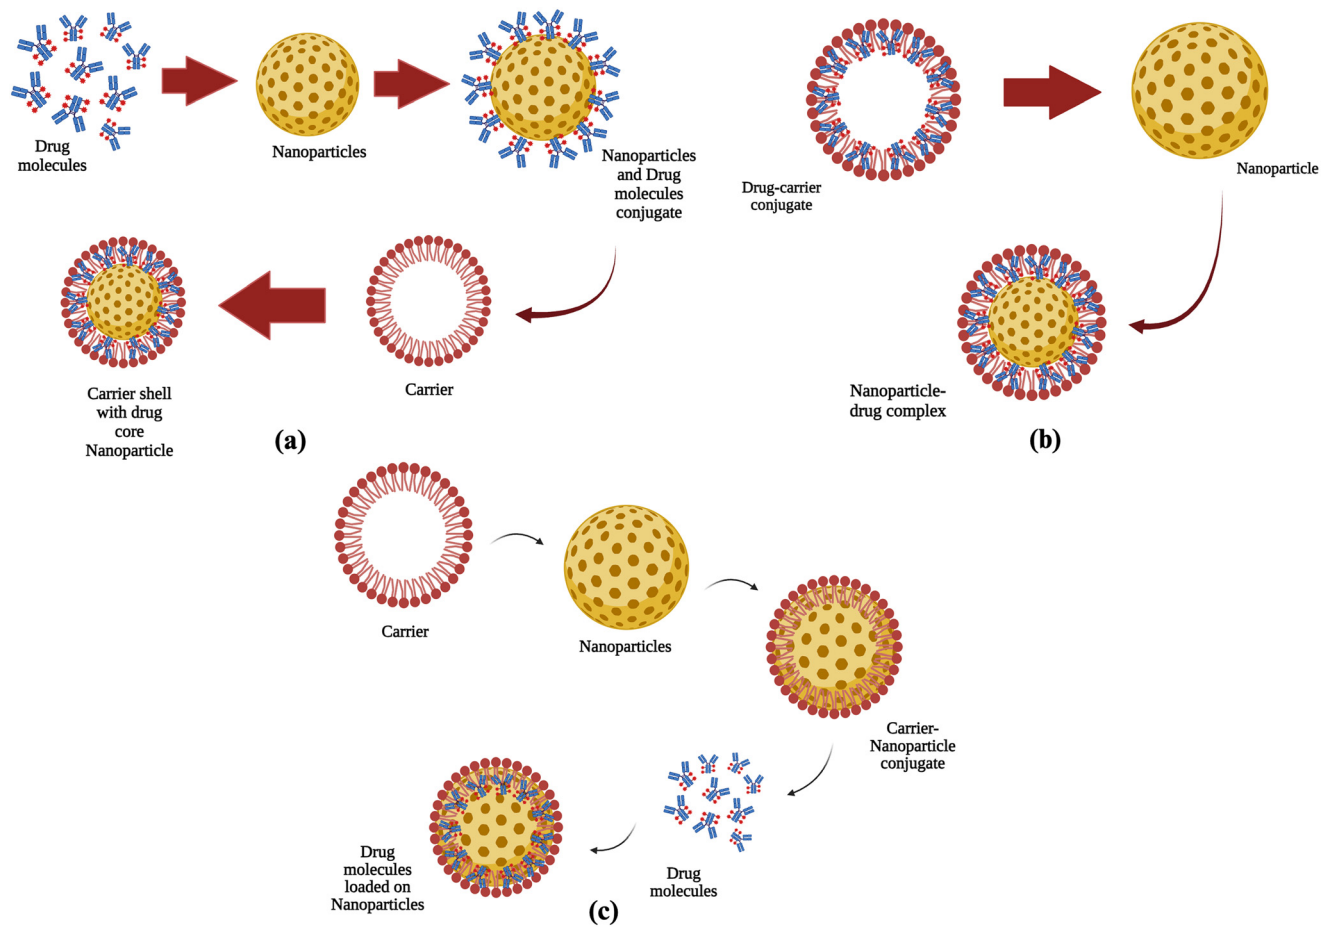 Drug
molecules
Nanoparticles
Nanoparticles
and Drug
molecules
conjugate
Carrier
Carrier shell
with drug
core
Nanoparticle
(a)
Drug-carrier
conjugate
Nanoparticle
Nanoparticle-
drug complex
(b)
Carrier
Nanoparticles
Carrier-
Nanoparticle
conjugate
Drug
molecules
Drug
molecules
loaded on
Nanoparticles
(c)